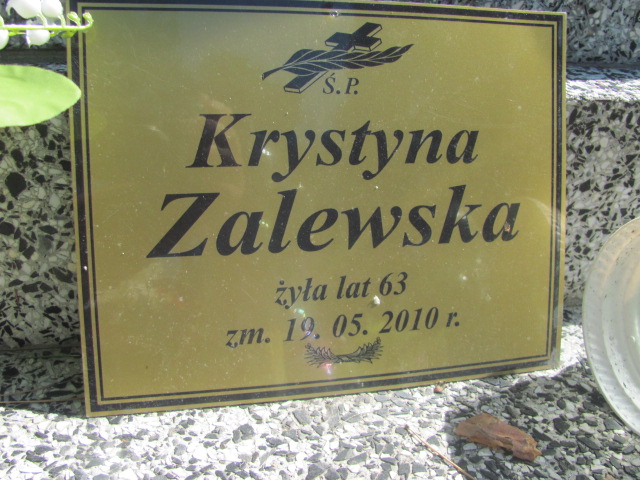 Ś.P.
Krystyna
Zalewska
żyła lat 63
zm. 19. 05. 2010 r.